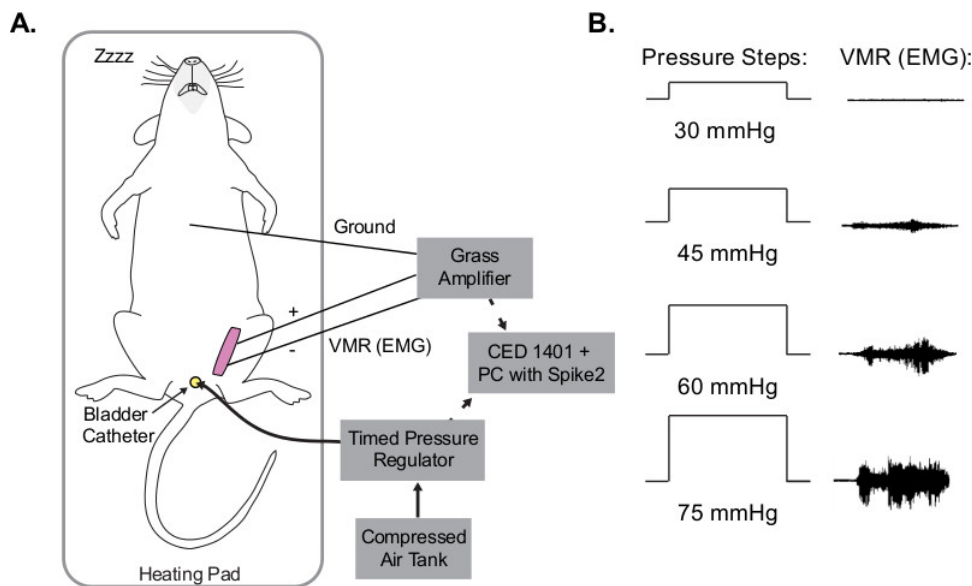 A.
Zzzz
Ground
Grass
Amplifier
+
-
VMR (EMG)
CED 1401 +
PC with Spike2
Bladder
Catheter
Timed Pressure
Regulator
Compressed
Air Tank
Heating Pad
B.
Pressure Steps:
VMR (EMG):
30 mmHg
45 mmHg
60 mmHg
75 mmHg